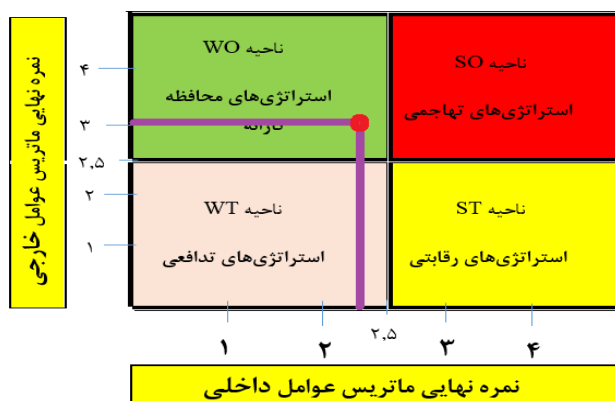 ناحیه WO
استراتژی‌های محافظه
کارانه
ناحیه SO
استراتژی‌های تهاجمی
ناحیه WT
استراتژی‌های تدافعی
ناحیه ST
استراتژی‌های رقابتی
نمره نهایی ماتریس عوامل خارجی
۴
۳
۲,۵
۲
۱
۱
۲
۲,۵
۳
۴
نمره نهایی ماتریس عوامل داخلی